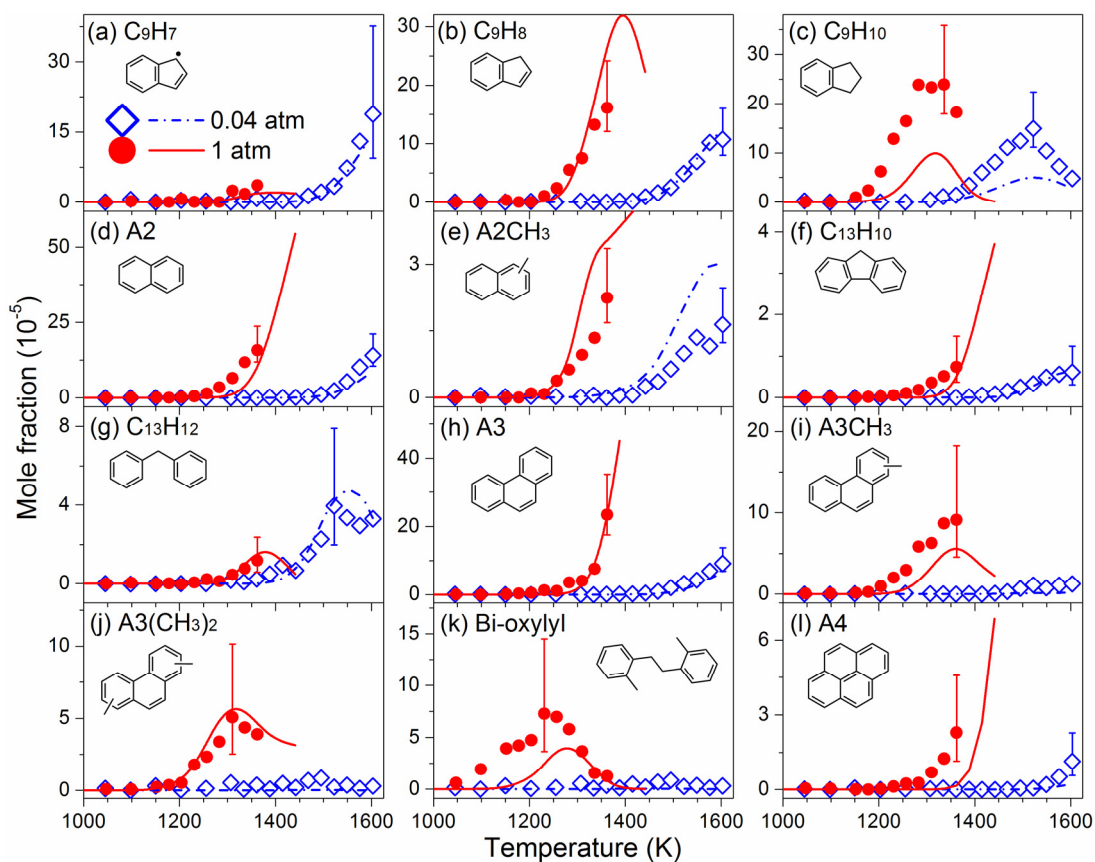 (a) C₉H₇
(b) C₉H₈
(c) C₉H₁₀
0.04 atm
1 atm
45
30
15
0
30
20
10
0
40
30
20
10
0
(d) A2
(e) A2CH₃
(f) C₁₃H₁₀
50
25
0
3
0
4
2
0
(g) C₁₃H₁₂
(h) A3
(i) A3CH₃
8
4
0
40
20
0
20
10
0
(j) A3(CH₃)₂
(k) Bi-oxylyl
(l) A4
10
5
0
15
10
5
0
6
3
0
1000 1200 1400 1600
1200 1400 1600
1200 1400 1600
Mole fraction (10⁻⁵)
Temperature (K)